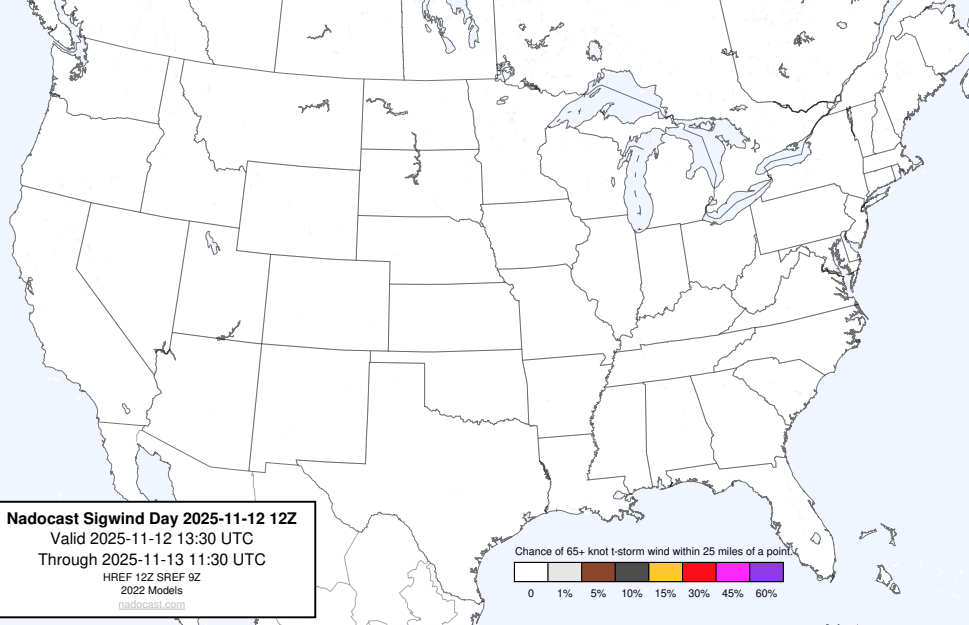 Nadocast Sigwind Day 2025-11-12 12Z
Valid 2025-11-12 13:30 UTC
Through 2025-11-13 11:30 UTC
HREF 12Z SREF 9Z
2022 Models
nadocast.com
Chance of 65+ knot t-storm wind within 25 miles of a point.
0 1% 5% 10% 15% 30% 45% 60%